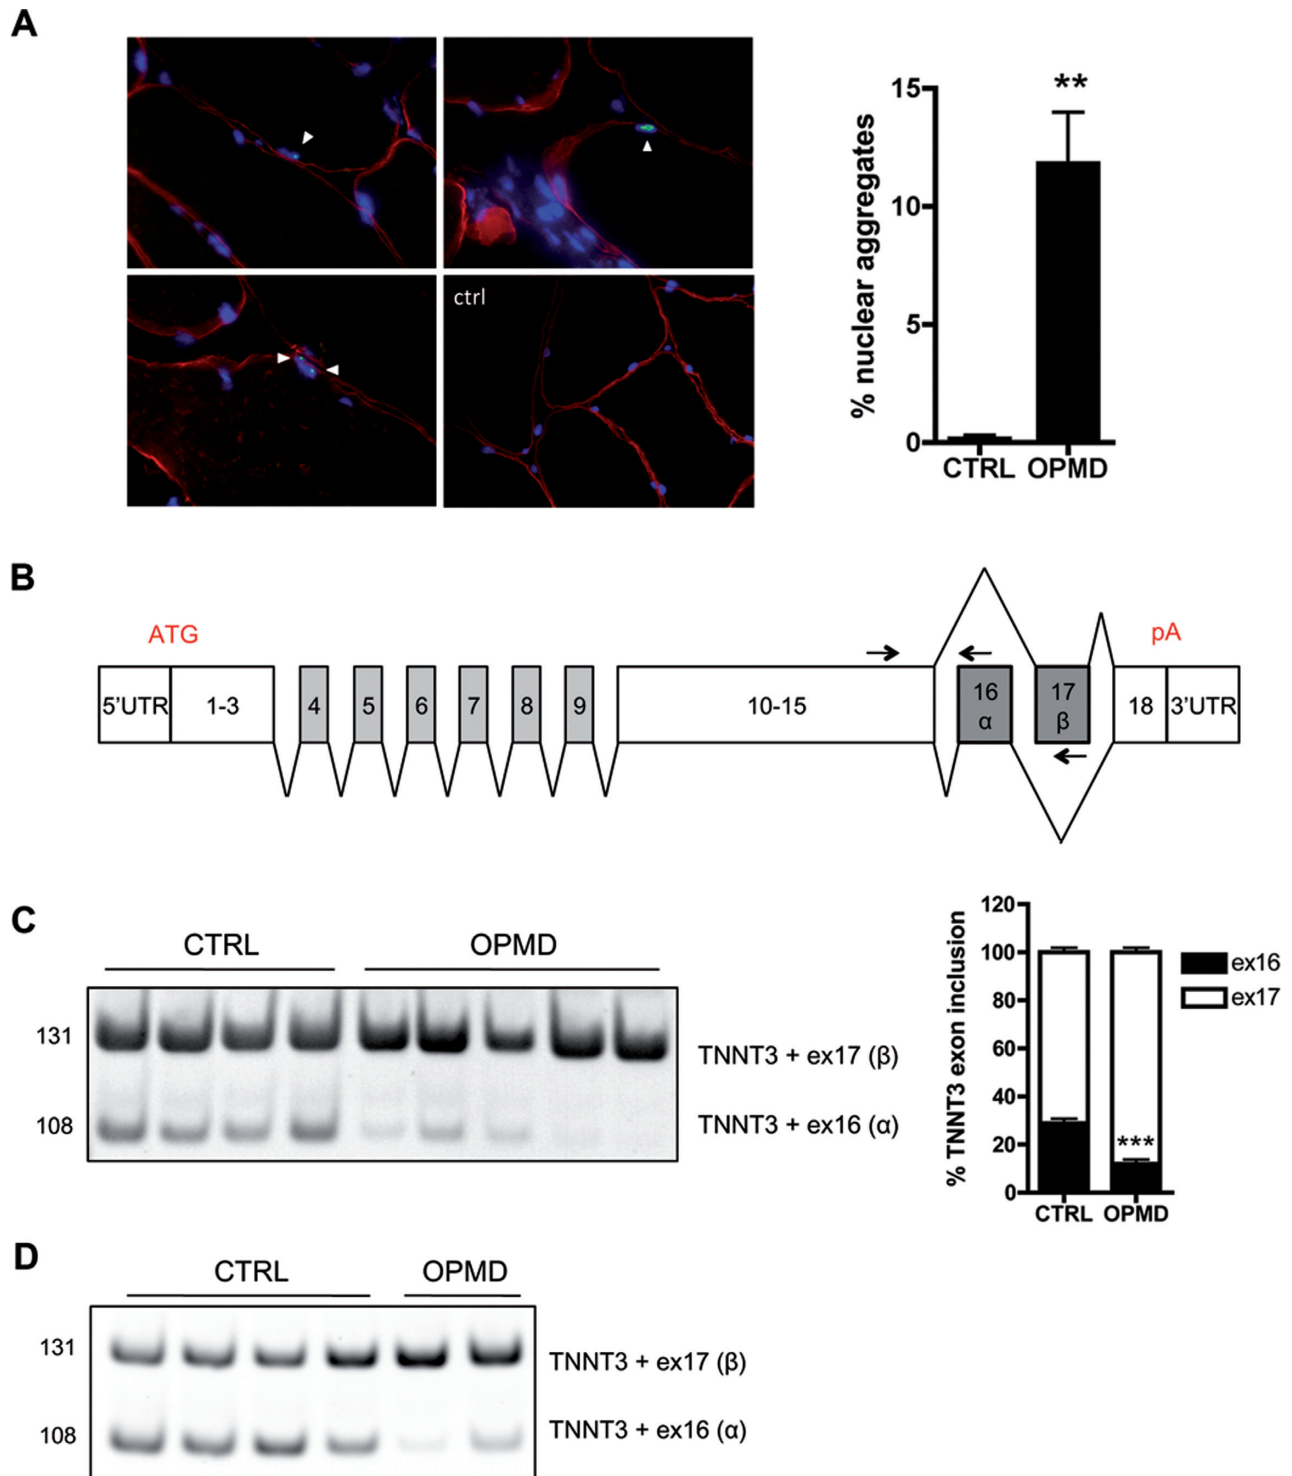 A
ctrl
15
10
5
0
% nuclear aggregates
**
CTRL OPMD
B
ATG
pA
5'UTR 1-3 4 5 6 7 8 9 10-15 16 α 17 β 18 3'UTR
C
CTRL OPMD
131
TNNT3 + ex17 (β)
108
TNNT3 + ex16 (α)
% TNNT3 exon inclusion
120
100
80
60
40
20
0
***
CTRL OPMD
ex16
ex17
D
CTRL OPMD
131
TNNT3 + ex17 (β)
108
TNNT3 + ex16 (α)